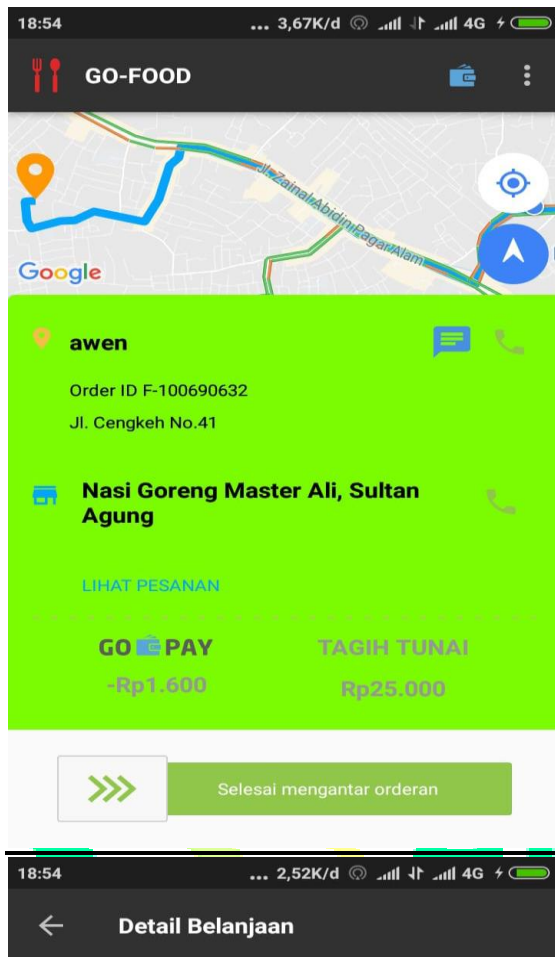 18:54 ... 3,67K/d 4G
GO-FOOD
Jl. Zainal Abidin Pagar Alam
Google
awen
Order ID F-100690632
Jl. Cengkeh No.41
Nasi Goreng Master Ali, Sultan
Agung
LIHAT PESANAN
GO PAY TAGIH TUNAI
-Rp1.600 Rp25.000
Selesai mengantar orderan
18:54 ... 2,52K/d 4G
Detail Belanjaan